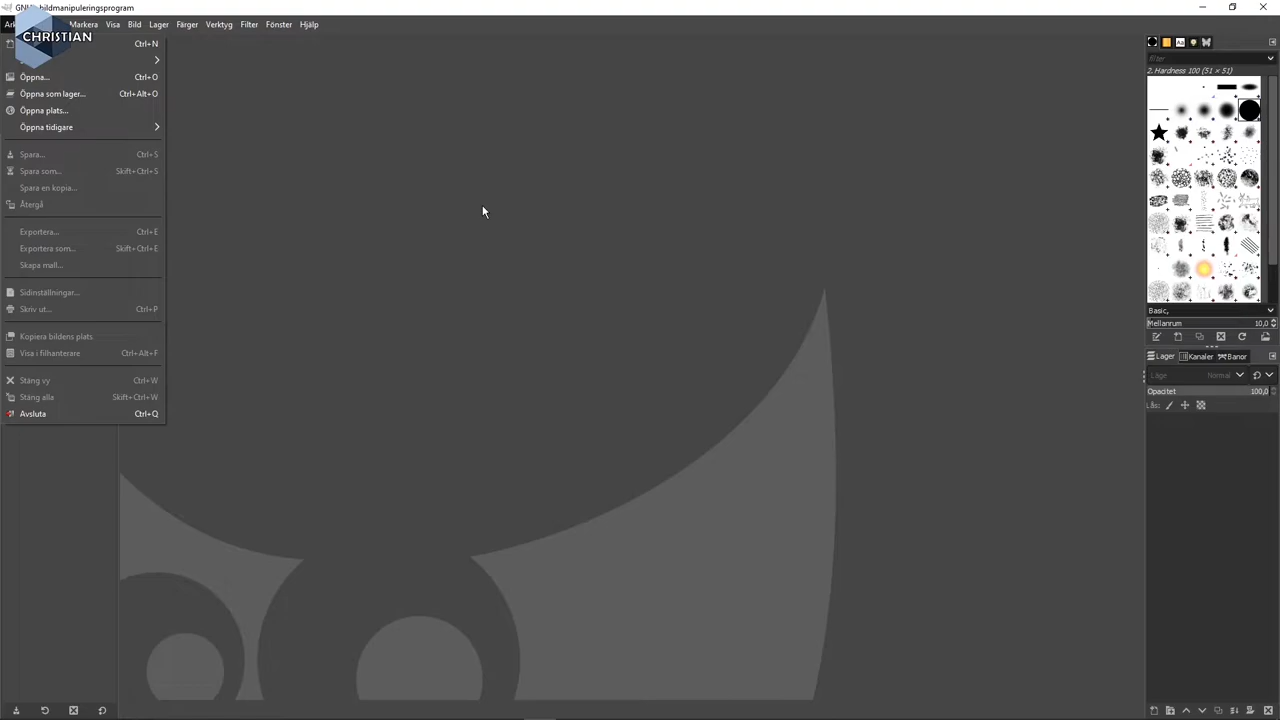 GNU bildmanipuleringsprogram
CHRISTIAN
Markera Visa Bild Lager Färger Verktyg Filter Fönster Hjälp
Ctrl+N
Öppna... Ctrl+O
Öppna som lager... Ctrl+Alt+O
Öppna plats...
Öppna tidigare
Spara... Ctrl+S
Spara som... Skift+Ctrl+S
Spara en kopia...
Återgå
Exportera... Ctrl+E
Exportera som... Skift+Ctrl+E
Skapa mall...
Sidinställningar...
Skriv ut... Ctrl+P
Kopiera bildens plats
Visa i filhanterare Ctrl+Alt+F
Stäng vy Ctrl+W
Stäng alla Skift+Ctrl+W
Avsluta Ctrl+Q
Aa
filter
2. Hardness 100 (51 × 51)
Basic,
Mellanrum 10,0
Lager Kanaler Banor
Läge Normal
Opacitet 100,0
Lås: